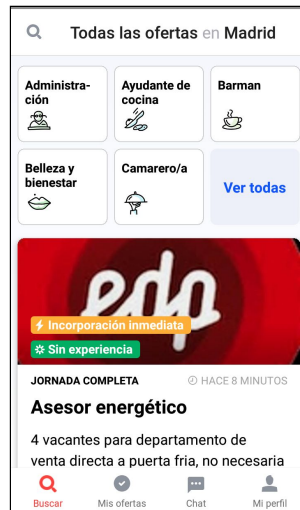 Todas las ofertas en Madrid
Administra-
ción
Ayudante de
cocina
Barman
Belleza y
bienestar
Camarero/a
Ver todas
edp
Incorporación inmediata
Sin experiencia
JORNADA COMPLETA
HACE 8 MINUTOS
Asesor energético
4 vacantes para departamento de
venta directa a puerta fria, no necesaria
Buscar
Mis ofertas
Chat
Mi perfil